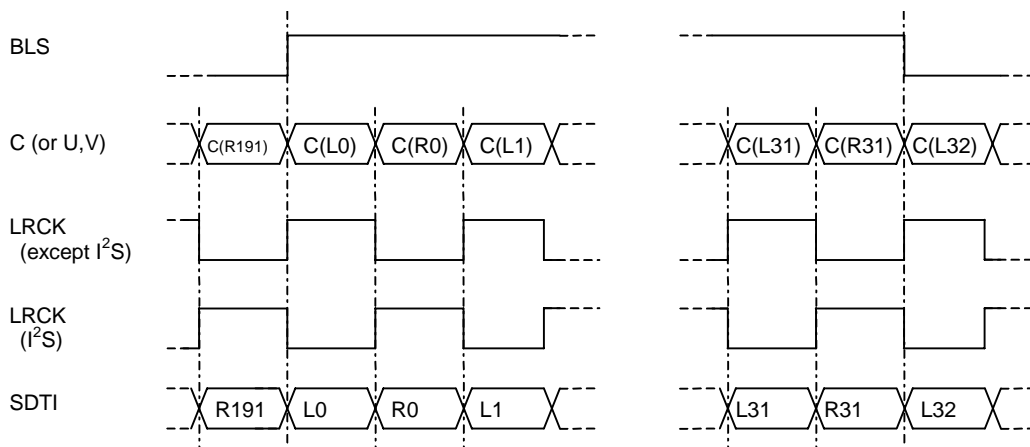 BLS
C (or U,V)
C(R191) C(L0) C(R0) C(L1) C(L31) C(R31) C(L32)
LRCK
(except I²S)
LRCK
(I²S)
SDTI
R191 L0 R0 L1 L31 R31 L32